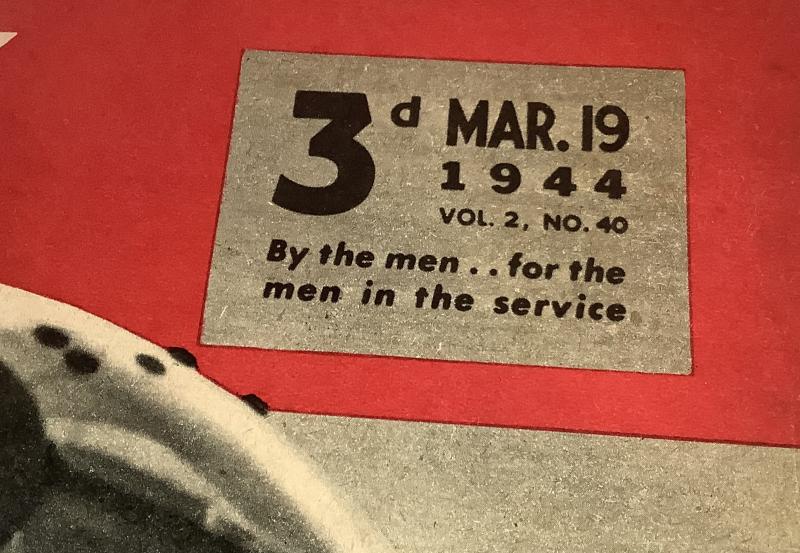 3d MAR. 19
1944
VOL. 2, NO. 40
By the men . . for the
men in the service